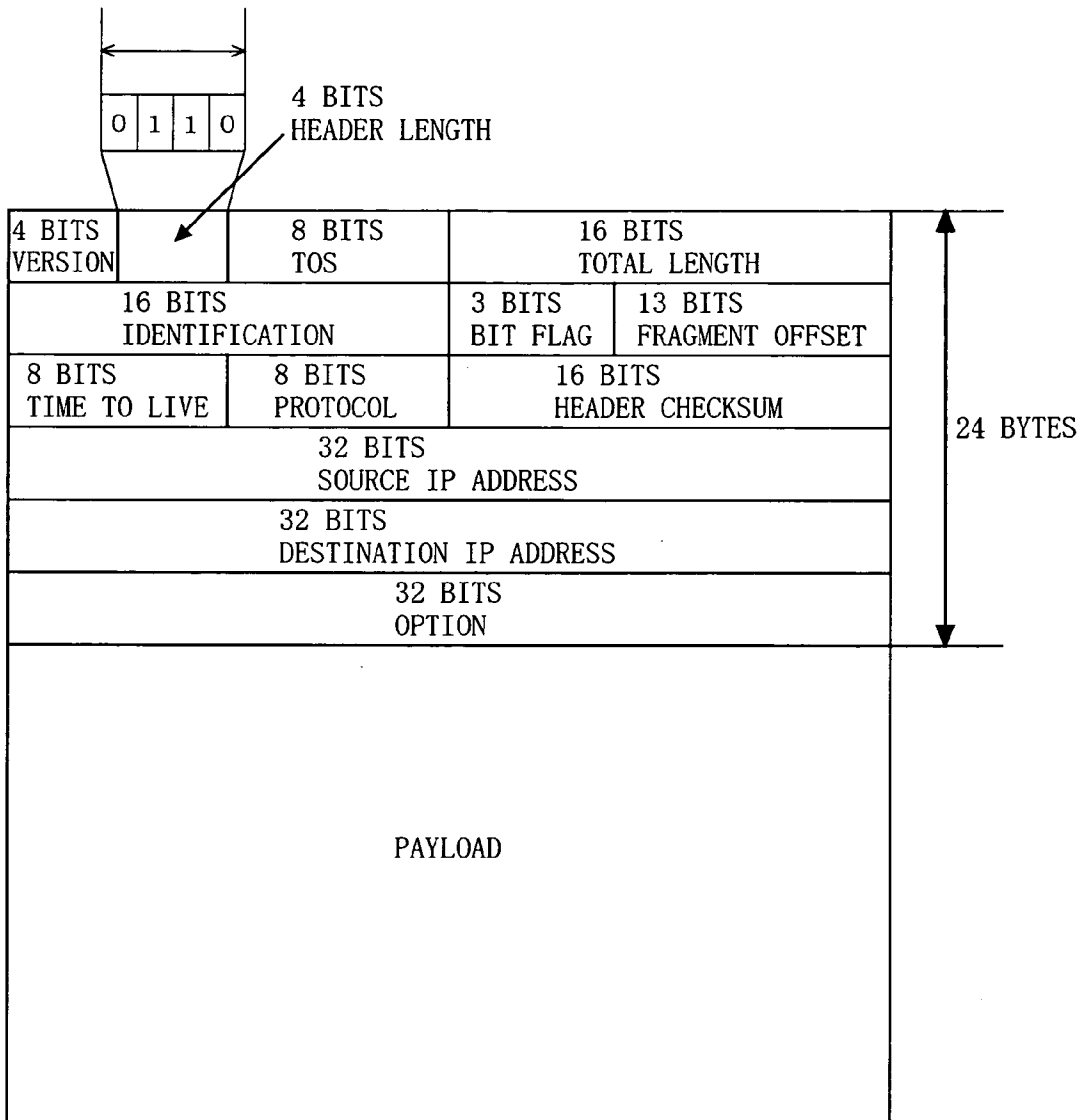 4 BITS
HEADER LENGTH
0 1 1 0
4 BITS
VERSION
8 BITS
TOS
16 BITS
TOTAL LENGTH
16 BITS
IDENTIFICATION
3 BITS
BIT FLAG
13 BITS
FRAGMENT OFFSET
8 BITS
TIME TO LIVE
8 BITS
PROTOCOL
16 BITS
HEADER CHECKSUM
24 BYTES
32 BITS
SOURCE IP ADDRESS
32 BITS
DESTINATION IP ADDRESS
32 BITS
OPTION
PAYLOAD